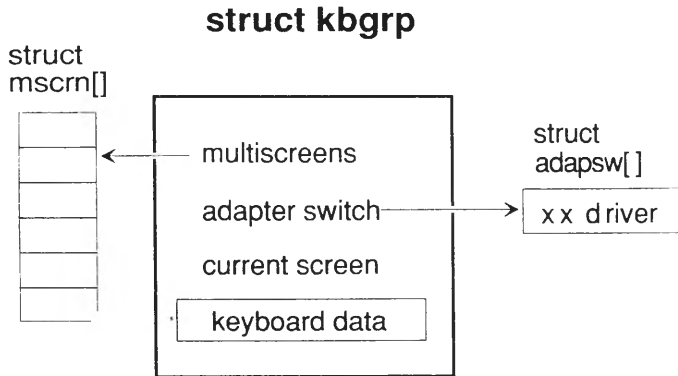 struct kbgrp
struct
mscrn[]
multiscreens
adapter switch
current screen
keyboard data
struct
adapsw[]
xx driver